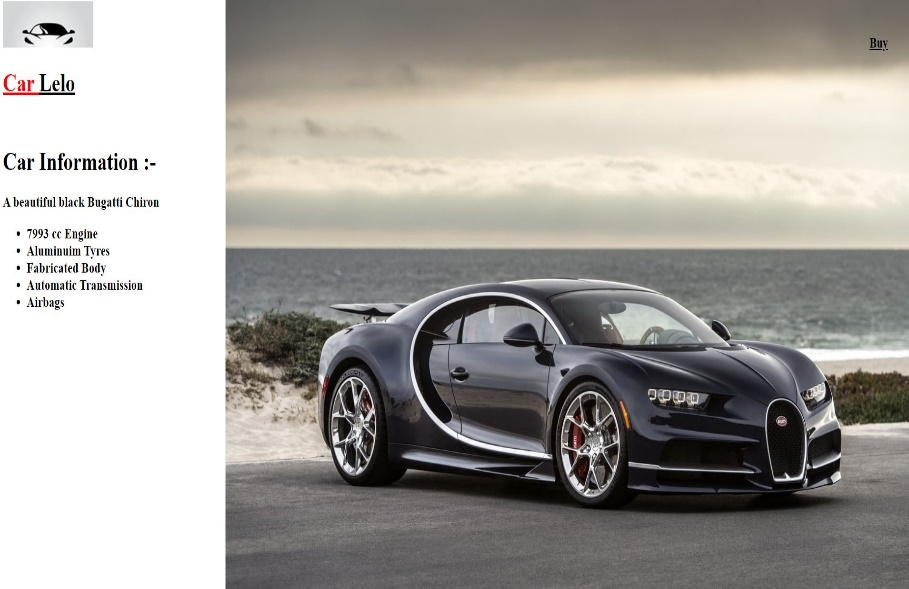 Car Lelo
Buy
Car Information :-
A beautiful black Bugatti Chiron
• 7993 cc Engine
• Aluminuim Tyres
• Fabricated Body
• Automatic Transmission
• Airbags